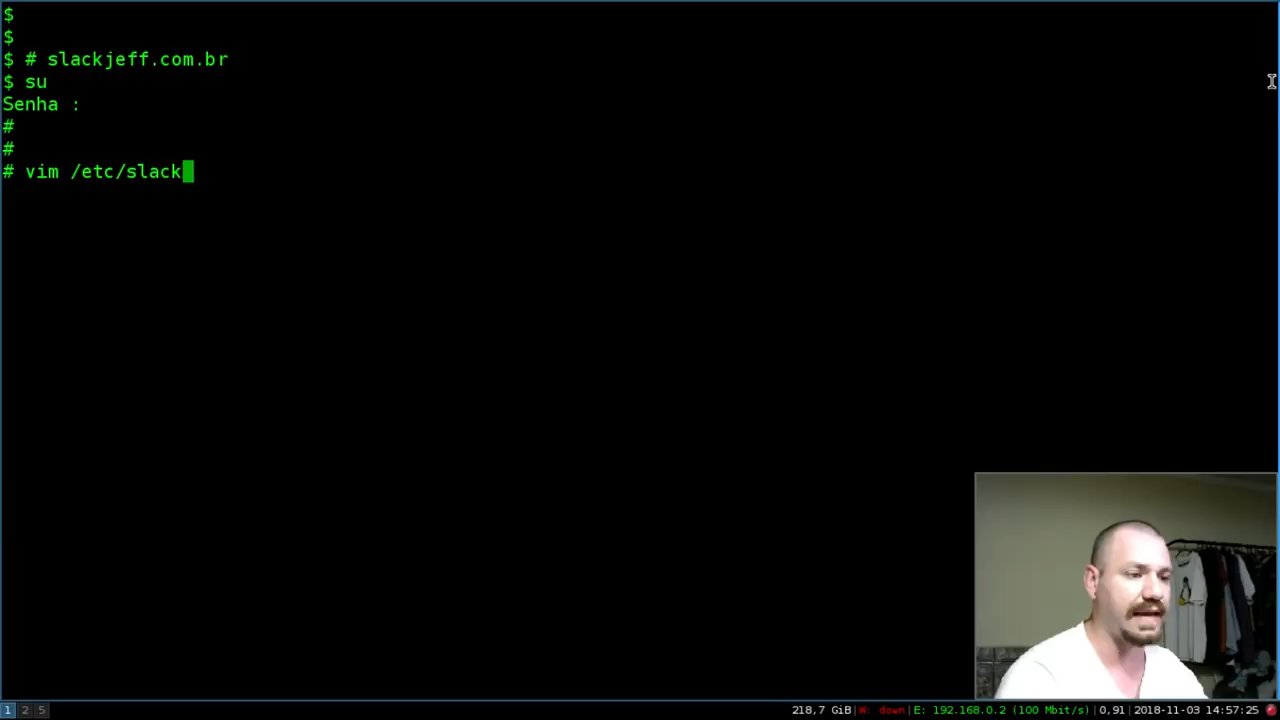 $
$
$ # slackjeff.com.br
$ su
Senha :
#
#
# vim /etc/slack
1 2 5 218,7 GiB|W: down|E: 192.168.0.2 (100 Mbit/s)|0,91|2018-11-03 14:57:25